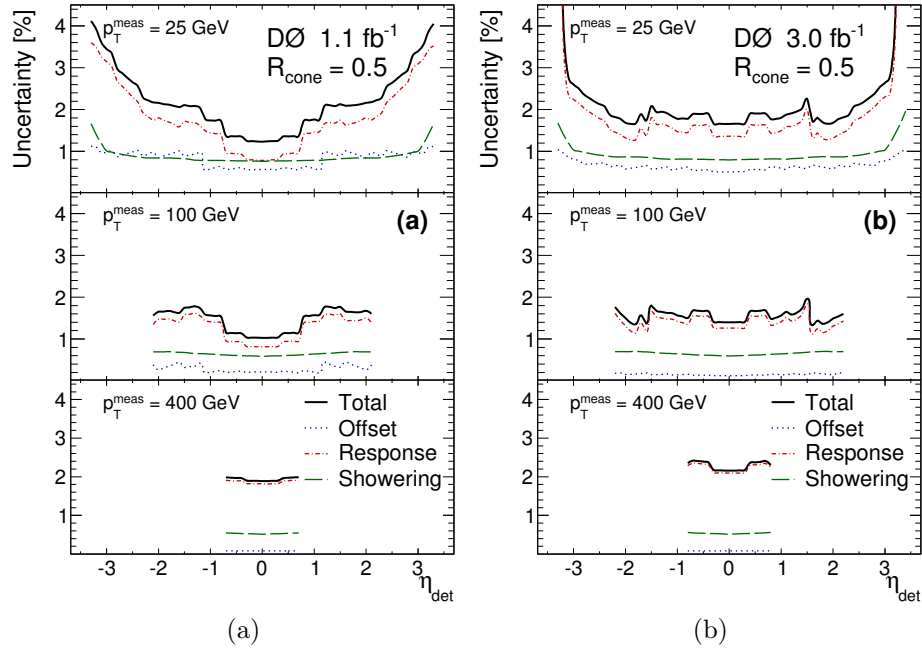 Uncertainty [%]
p_T^meas = 25 GeV
DØ 1.1 fb⁻¹
R_cone = 0.5
4
3
2
1
p_T^meas = 100 GeV
(a)
4
3
2
1
p_T^meas = 400 GeV
Total
Offset
Response
Showering
4
3
2
1
-3 -2 -1 0 1 2 3
η_det
(a)
Uncertainty [%]
p_T^meas = 25 GeV
DØ 3.0 fb⁻¹
R_cone = 0.5
4
3
2
1
p_T^meas = 100 GeV
(b)
4
3
2
1
p_T^meas = 400 GeV
Total
Offset
Response
Showering
4
3
2
1
-3 -2 -1 0 1 2 3
η_det
(b)